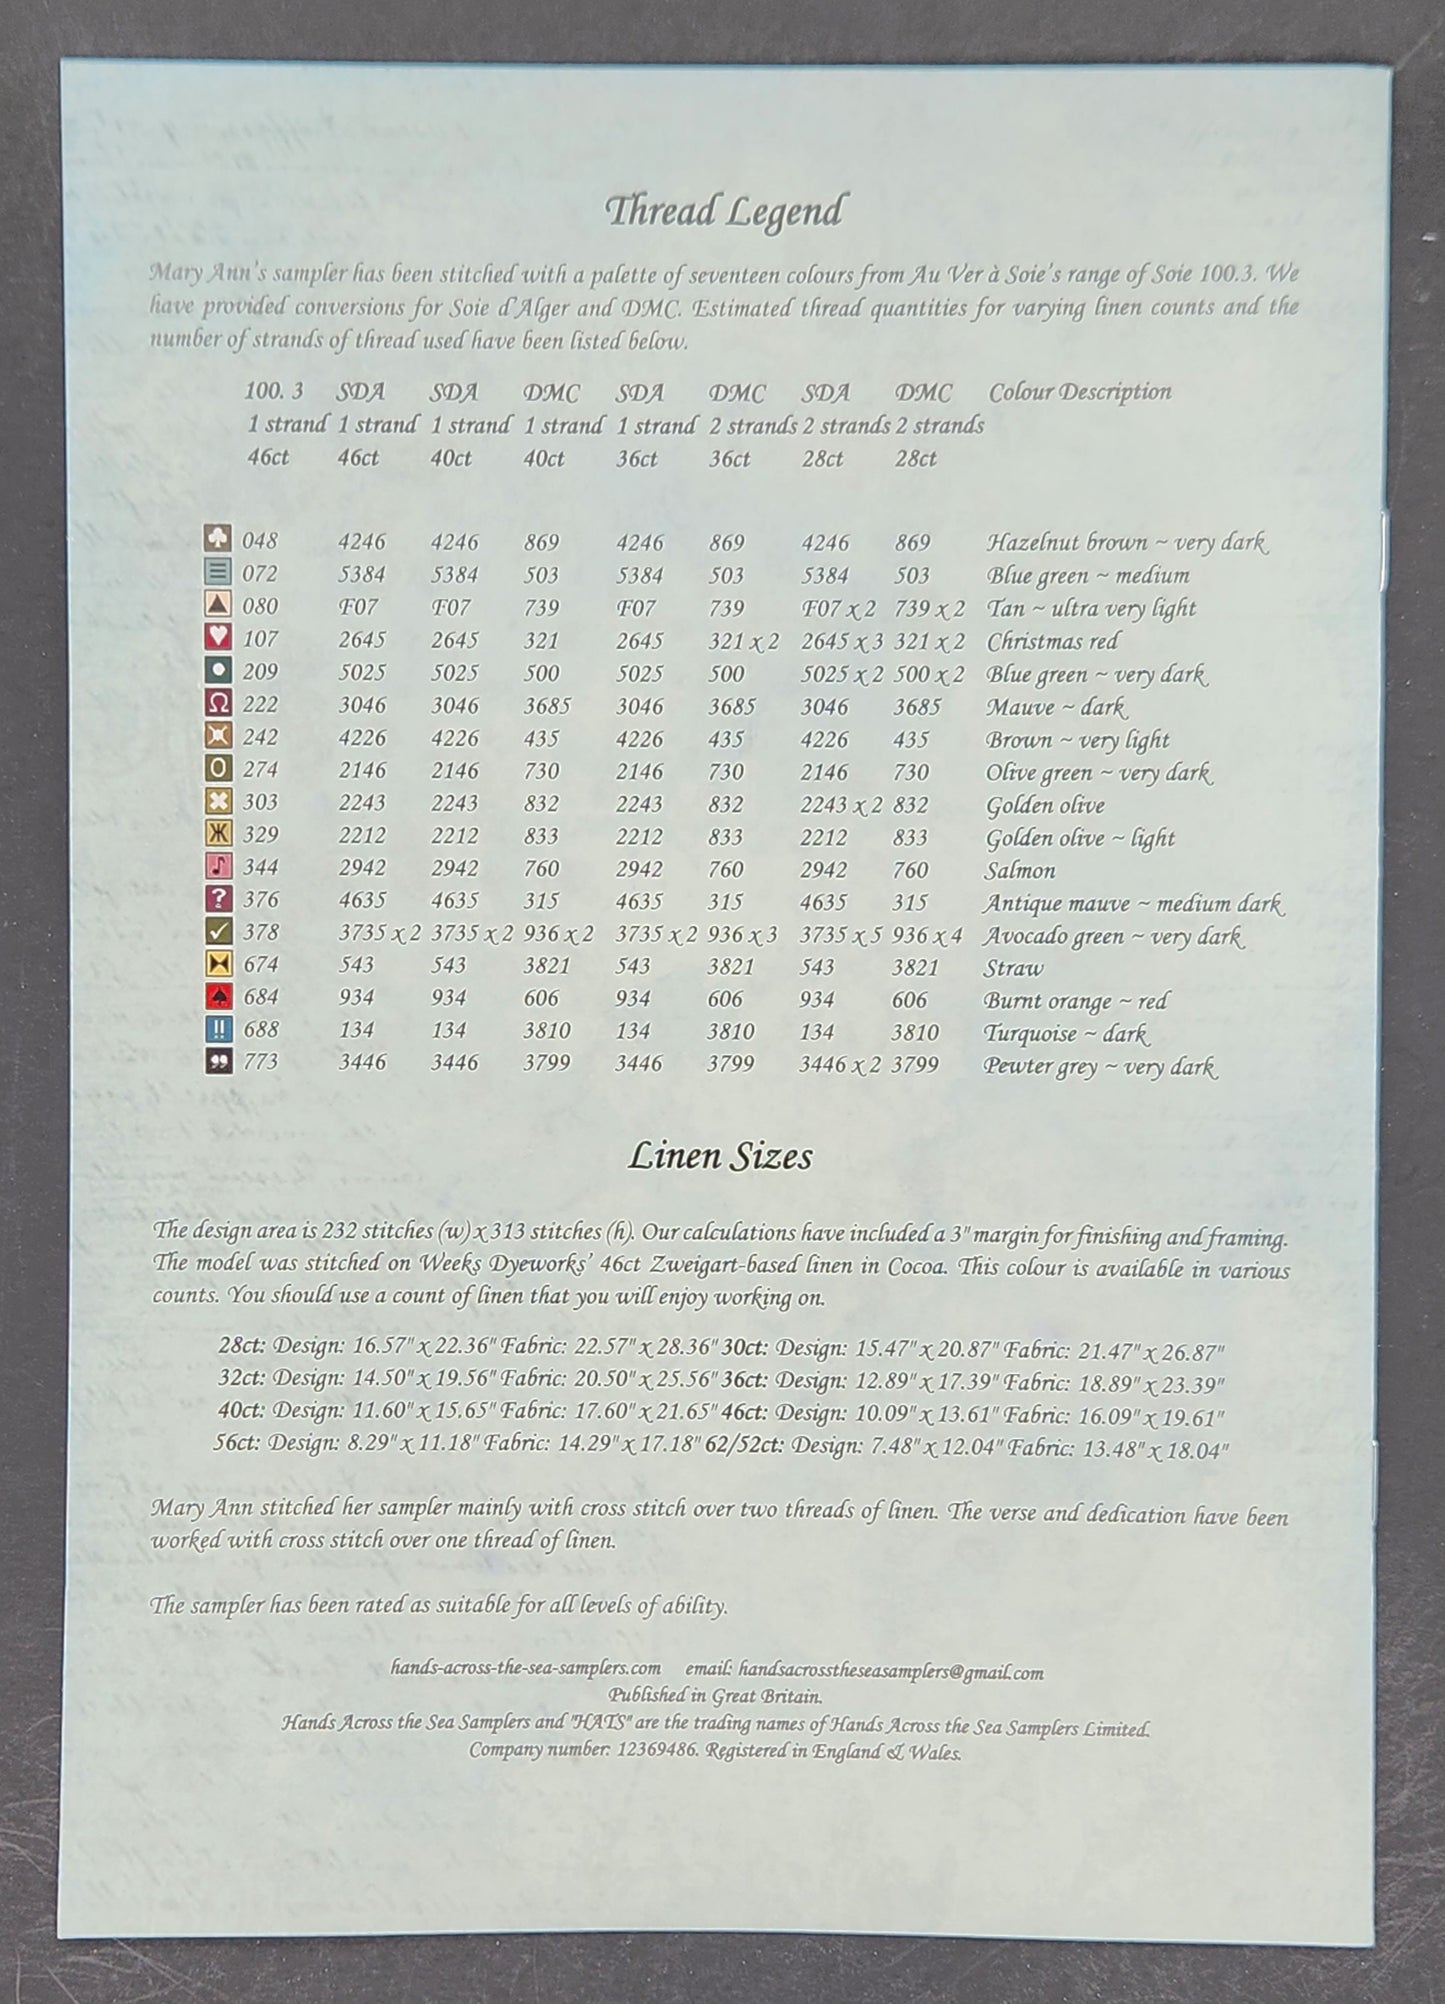 Thread Legend
Mary Ann's sampler has been stitched with a palette of seventeen colours from Au Ver à Soie's range of Soie 100.3. We
have provided conversions for Soie d'Alger and DMC. Estimated thread quantities for varying linen counts and the
number of strands of thread used have been listed below.
100. 3 SDA SDA DMC SDA DMC SDA DMC Colour Description
1 strand 1 strand 1 strand 1 strand 1 strand 2 strands 2 strands 2 strands
46ct 46ct 40ct 40ct 36ct 36ct 28ct 28ct
048 4246 4246 869 4246 869 4246 869 Hazelnut brown ~ very dark
072 5384 5384 503 5384 503 5384 503 Blue green ~ medium
080 F07 F07 739 F07 739 F07 x 2 739 x 2 Tan ~ ultra very light
107 2645 2645 321 2645 321 x 2 2645 x 3 321 x 2 Christmas red
209 5025 5025 500 5025 500 5025 x 2 500 x 2 Blue green ~ very dark
Ω 222 3046 3046 3685 3046 3685 3046 3685 Mauve ~ dark
242 4226 4226 435 4226 435 4226 435 Brown ~ very light
O 274 2146 2146 730 2146 730 2146 730 Olive green ~ very dark
303 2243 2243 832 2243 832 2243 x 2 832 Golden olive
Ж 329 2212 2212 833 2212 833 2212 833 Golden olive ~ light
344 2942 2942 760 2942 760 2942 760 Salmon
? 376 4635 4635 315 4635 315 4635 315 Antique mauve ~ medium dark
378 3735 x 2 3735 x 2 936 x 2 3735 x 2 936 x 3 3735 x 5 936 x 4 Avocado green ~ very dark
674 543 543 3821 543 3821 543 3821 Straw
684 934 934 606 934 606 934 606 Burnt orange ~ red
!! 688 134 134 3810 134 3810 134 3810 Turquoise ~ dark
773 3446 3446 3799 3446 3799 3446 x 2 3799 Pewter grey ~ very dark
Linen Sizes
The design area is 232 stitches (w) x 313 stitches (h). Our calculations have included a 3" margin for finishing and framing.
The model was stitched on Weeks Dyeworks' 46ct Zweigart-based linen in Cocoa. This colour is available in various
counts. You should use a count of linen that you will enjoy working on.
28ct: Design: 16.57" x 22.36" Fabric: 22.57" x 28.36" 30ct: Design: 15.47" x 20.87" Fabric: 21.47" x 26.87"
32ct: Design: 14.50" x 19.56" Fabric: 20.50" x 25.56" 36ct: Design: 12.89" x 17.39" Fabric: 18.89" x 23.39"
40ct: Design: 11.60" x 15.65" Fabric: 17.60" x 21.65" 46ct: Design: 10.09" x 13.61" Fabric: 16.09" x 19.61"
56ct: Design: 8.29" x 11.18" Fabric: 14.29" x 17.18" 62/52ct: Design: 7.48" x 12.04" Fabric: 13.48" x 18.04"
Mary Ann stitched her sampler mainly with cross stitch over two threads of linen. The verse and dedication have been
worked with cross stitch over one thread of linen.
The sampler has been rated as suitable for all levels of ability.
hands-across-the-sea-samplers.com email: handsacrosstheseasamplers@gmail.com
Published in Great Britain.
Hands Across the Sea Samplers and "HATS" are the trading names of Hands Across the Sea Samplers Limited.
Company number: 12369486. Registered in England & Wales.